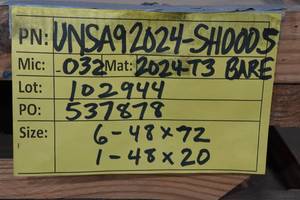 PN: UNSA92024-SH0005
Mic: .032 Mat: 2024-T3 BARE
Lot: 102944
PO: 537878
Size: 6-48x72
1-48x20